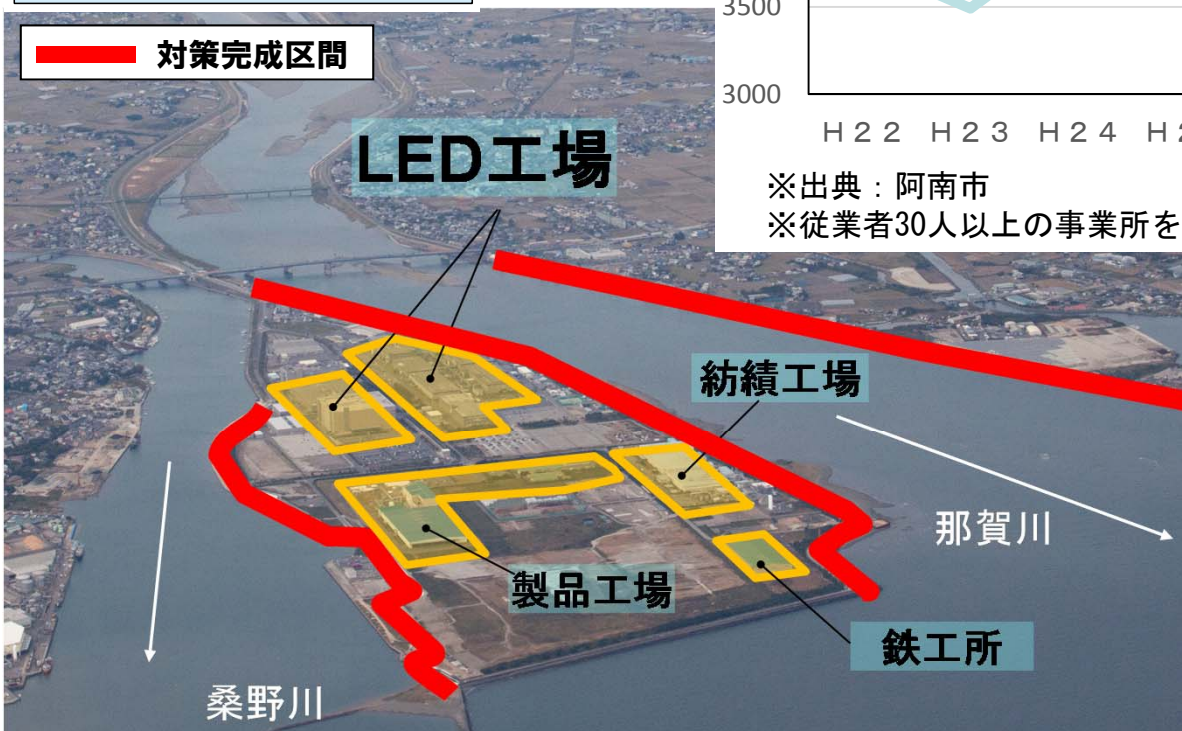 対策完成区間
3500
3000
H22 H23 H24
※出典：阿南市
※従業者30人以上の事業所を
LED工場
紡績工場
那賀川
製品工場
鉄工所
桑野川